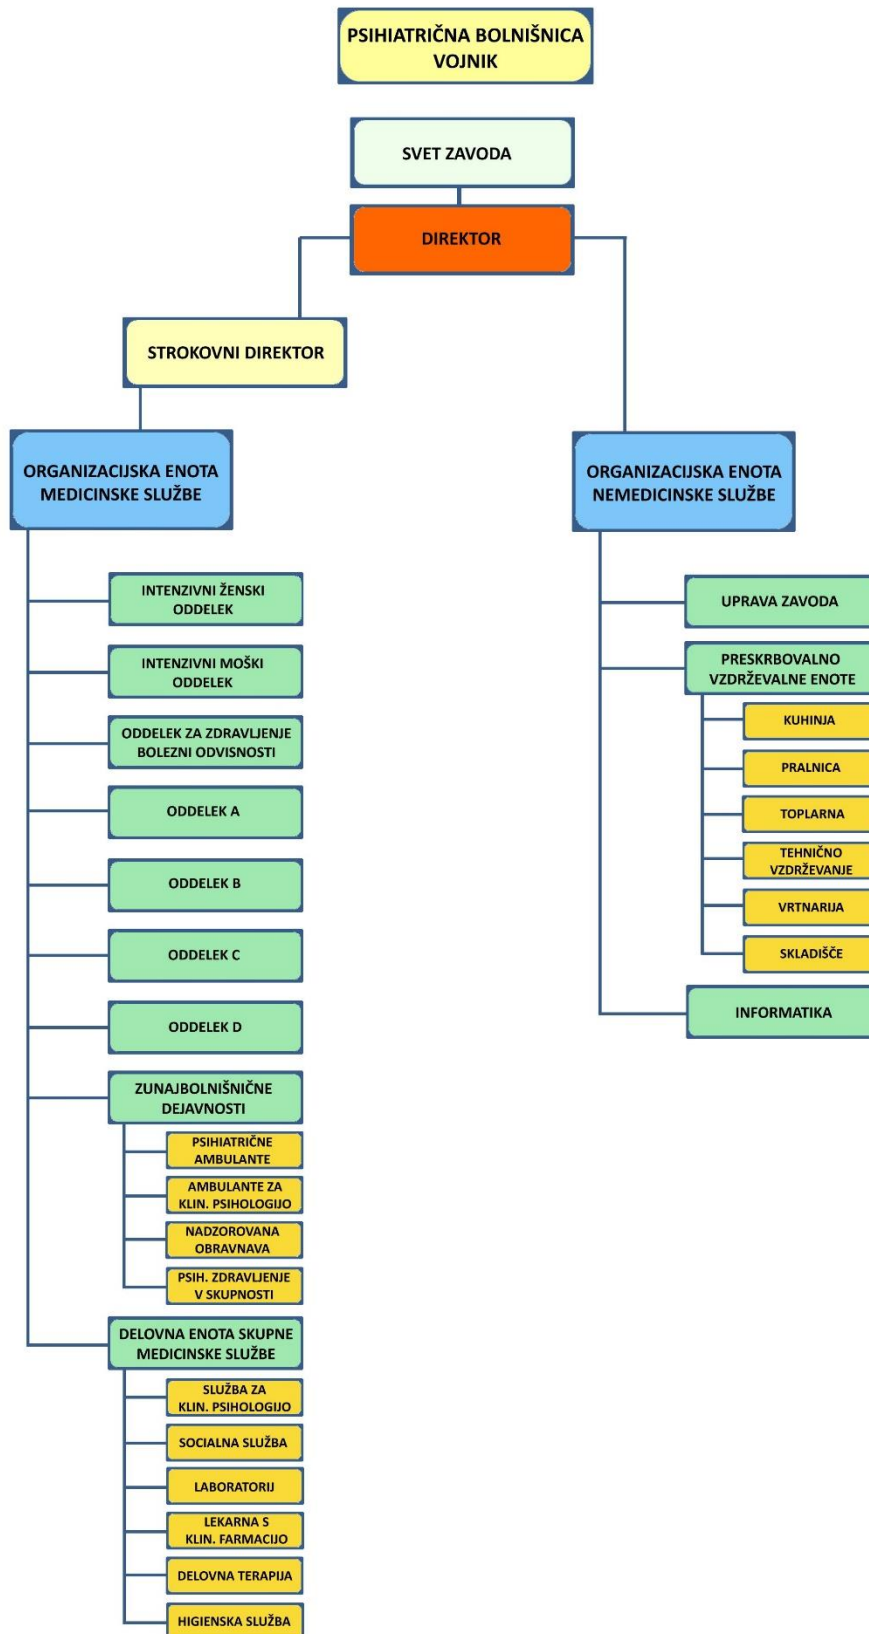 PSIHIATRIČNA BOLNIŠNICA
VOJNIK
SVET ZAVODA
DIREKTOR
STROKOVNI DIREKTOR
ORGANIZACIJSKA ENOTA
MEDICINSKE SLUŽBE
INTENZIVNI ŽENSKI
ODDELEK
INTENZIVNI MOŠKI
ODDELEK
ODDELEK ZA ZDRAVLJENJE
BOLEZNI ODVISNOSTI
ODDELEK A
ODDELEK B
ODDELEK C
ODDELEK D
ZUNAJBOLNIŠNIČNE
DEJAVNOSTI
PSIHIATRIČNE
AMBULANTE
AMBULANTE ZA
KLIN. PSIHOLOGIJO
NADZOROVANA
OBRAVNAVA
PSIH. ZDRAVLJENJE
V SKUPNOSTI
DELOVNA ENOTA SKUPNE
MEDICINSKE SLUŽBE
SLUŽBA ZA
KLIN. PSIHOLOGIJO
SOCIALNA SLUŽBA
LABORATORIJ
LEKARNA S
KLIN. FARMACIJO
DELOVNA TERAPIJA
HIGIENSKA SLUŽBA
ORGANIZACIJSKA ENOTA
NEMEDICINSKE SLUŽBE
UPRAVA ZAVODA
PRESKRBOVALNO
VZDRŽEVALNE ENOTE
KUHINJA
PRALNICA
TOPLARNA
TEHNIČNO
VZDRŽEVANJE
VRTNARIJA
SKLADIŠČE
INFORMATIKA